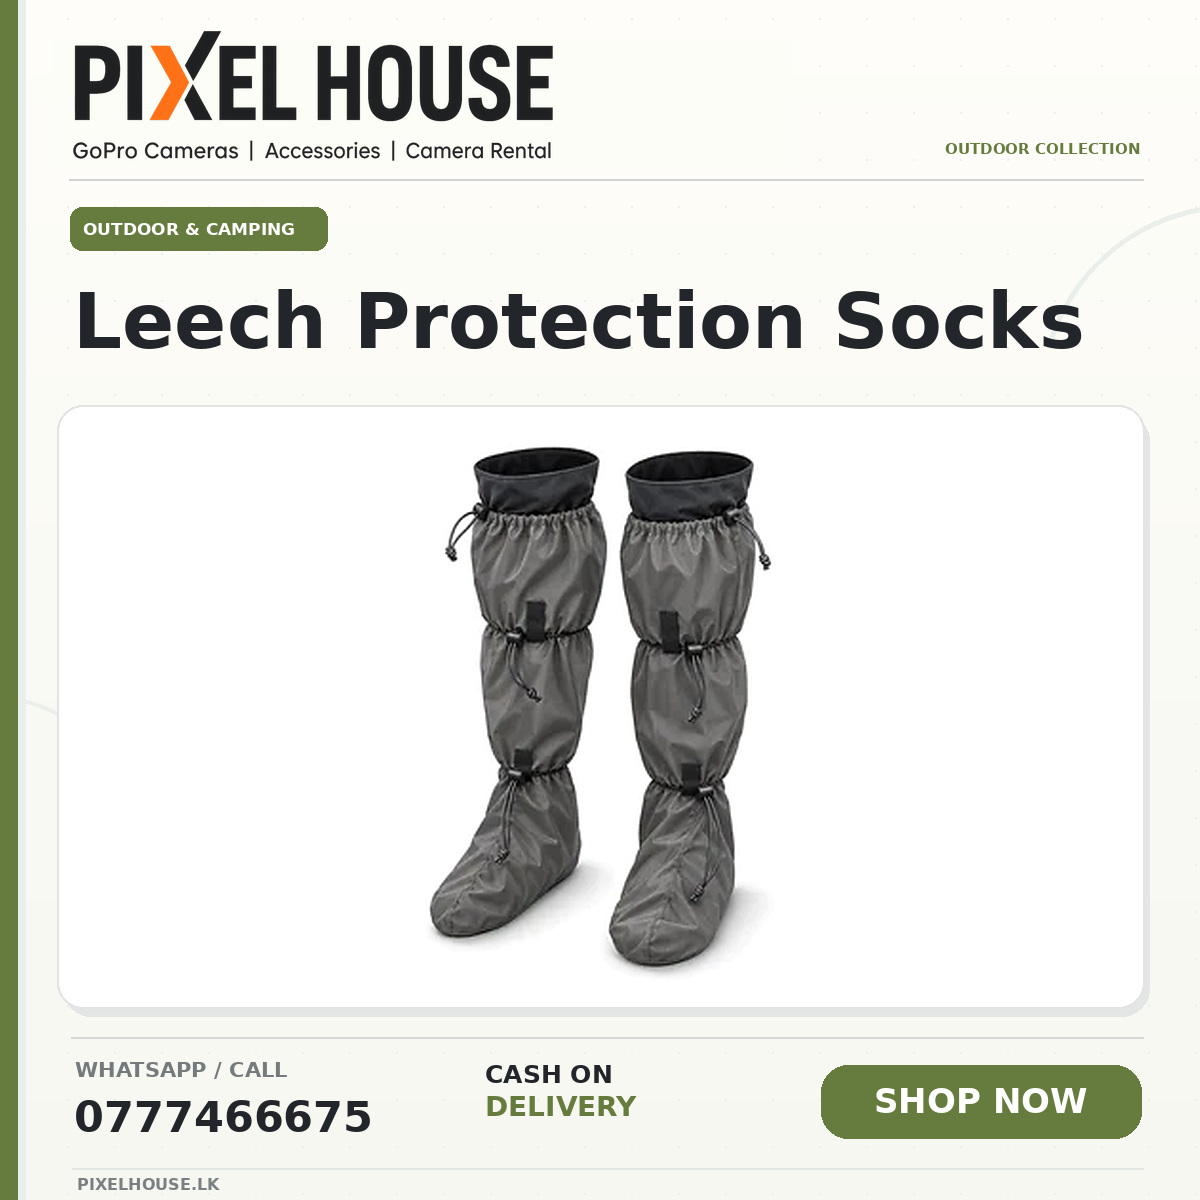 PIXEL HOUSE
GoPro Cameras | Accessories | Camera Rental
OUTDOOR COLLECTION
OUTDOOR & CAMPING
Leech Protection Socks
WHATSAPP / CALL
0777466675
CASH ON
DELIVERY
SHOP NOW
PIXELHOUSE.LK